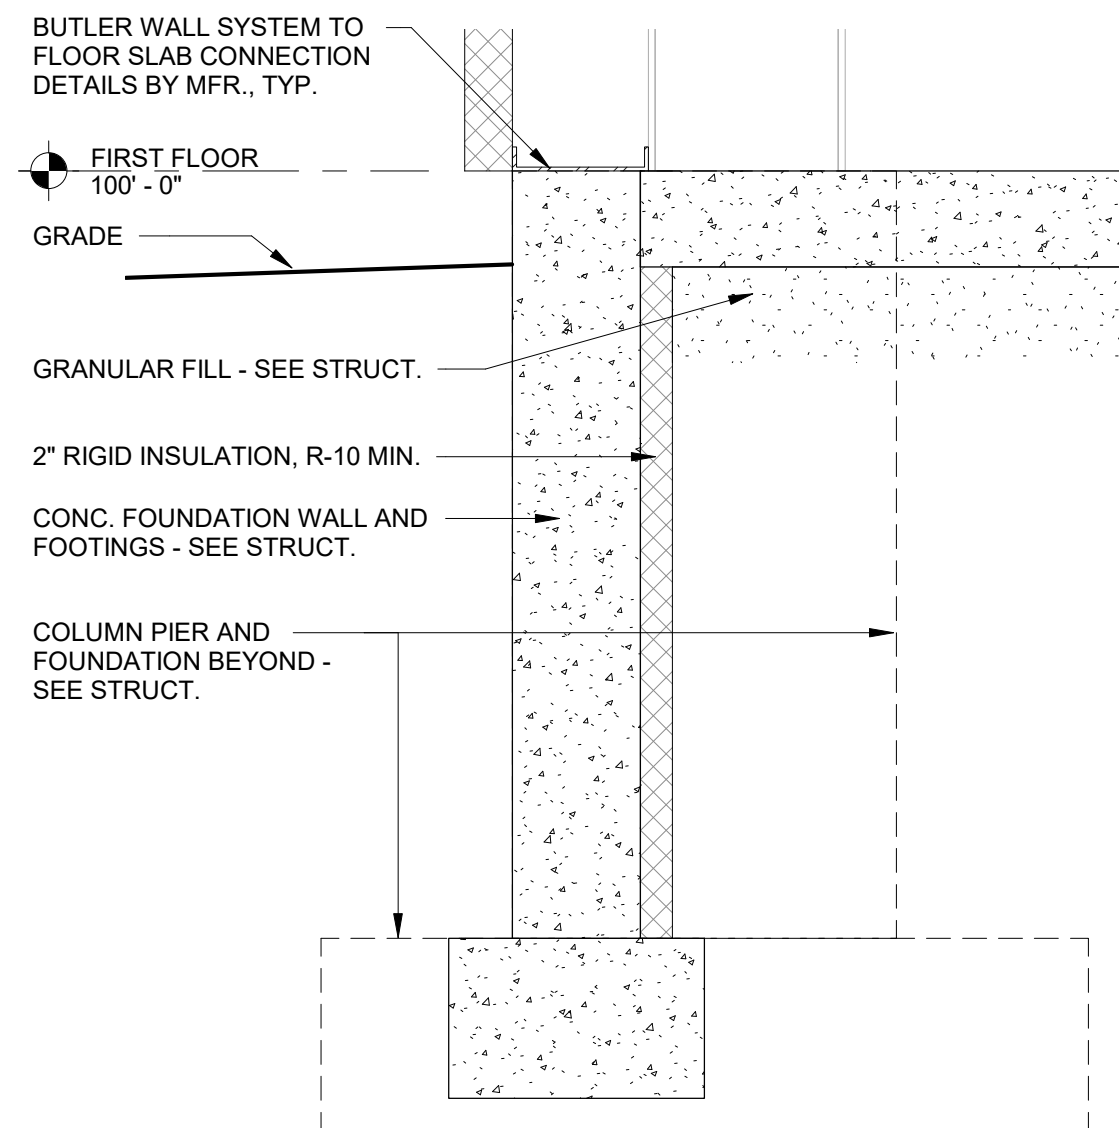 BUTLER WALL SYSTEM TO
FLOOR SLAB CONNECTION
DETAILS BY MFR., TYP.
FIRST FLOOR
100' - 0"
GRADE
GRANULAR FILL - SEE STRUCT.
2" RIGID INSULATION, R-10 MIN.
CONC. FOUNDATION WALL AND
FOOTINGS - SEE STRUCT.
COLUMN PIER AND
FOUNDATION BEYOND -
SEE STRUCT.